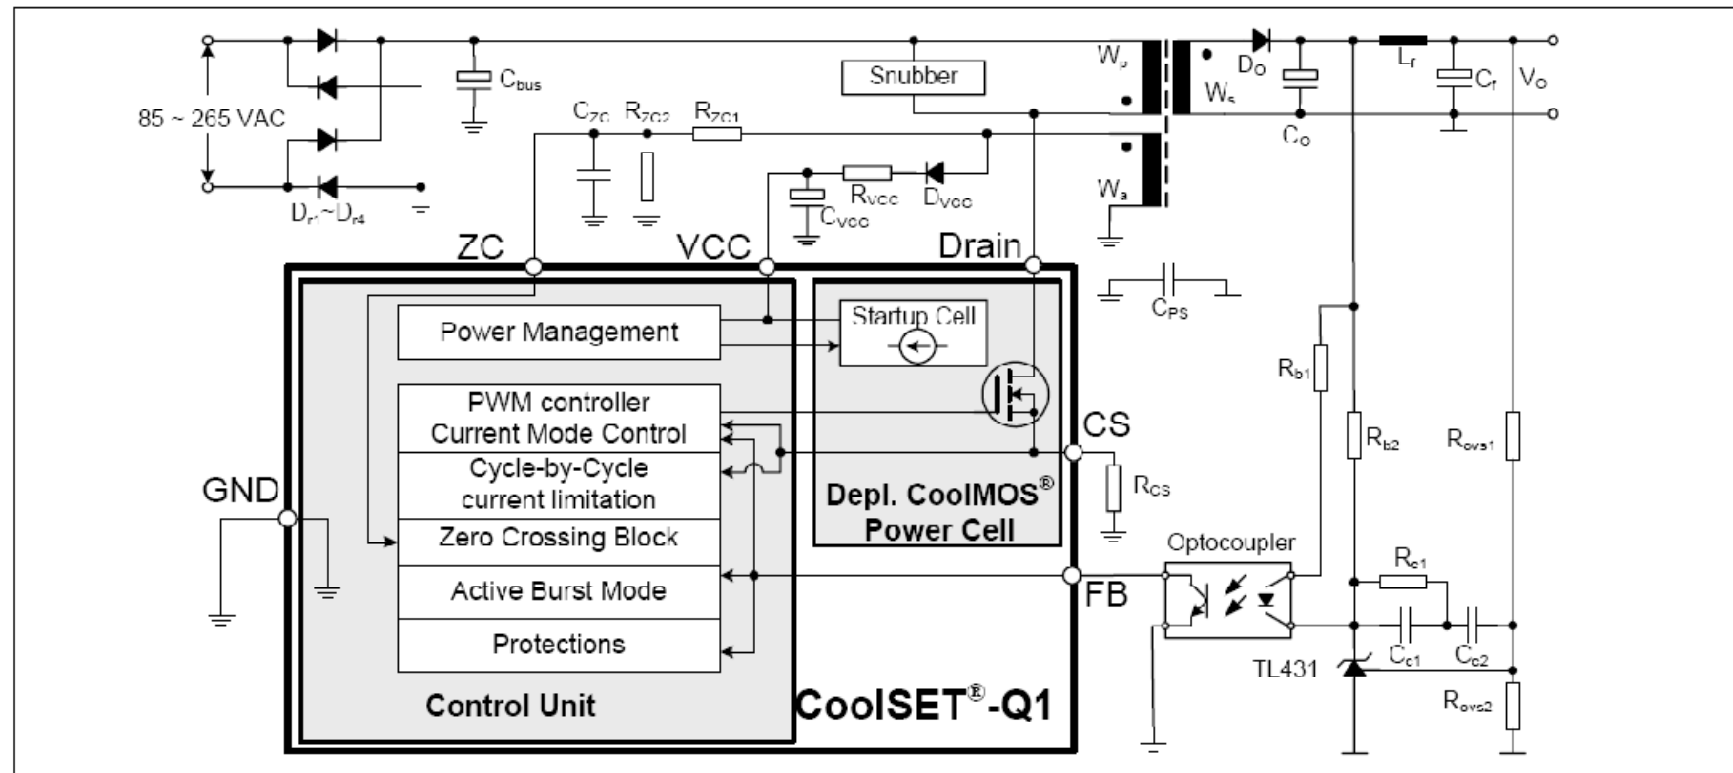 85 ~ 265 VAC
Dr1~Dr4
Cbus
Snubber
Wp
Ws
Wa
DO
CO
Lf
Cf
VO
CZC
RZC2
RZC1
RVCC
DVCC
CVCC
ZC
VCC
Drain
CPS
Power Management
Startup Cell
PWM controller
Current Mode Control
Cycle-by-Cycle
current limitation
Zero Crossing Block
Active Burst Mode
Protections
Control Unit
Depl. CoolMOS®
Power Cell
CoolSET®-Q1
GND
CS
RCS
FB
Optocoupler
Rb1
Rb2
Rovs1
Rc1
Cc1
Cc2
TL431
Rovs2